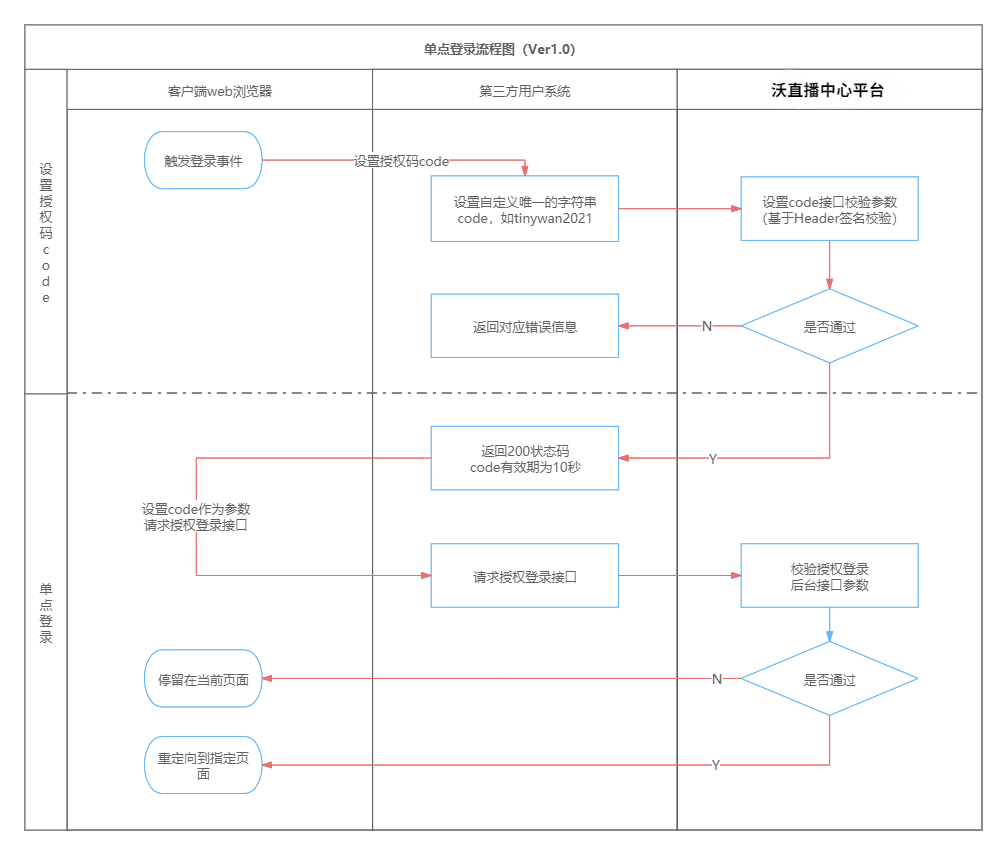 单点登录流程图（Ver1.0）
客户端web浏览器
第三方用户系统
沃直播中心平台
设置授权码code
触发登录事件
设置授权码code
设置自定义唯一的字符串
code，如tinywan2021
设置code接口校验参数
（基于Header签名校验）
返回对应错误信息
N
是否通过
单点登录
返回200状态码
code有效期为10秒
Y
设置code作为参数
请求授权登录接口
请求授权登录接口
校验授权登录
后台接口参数
停留在当前页面
N
是否通过
重定向到指定页
面
Y